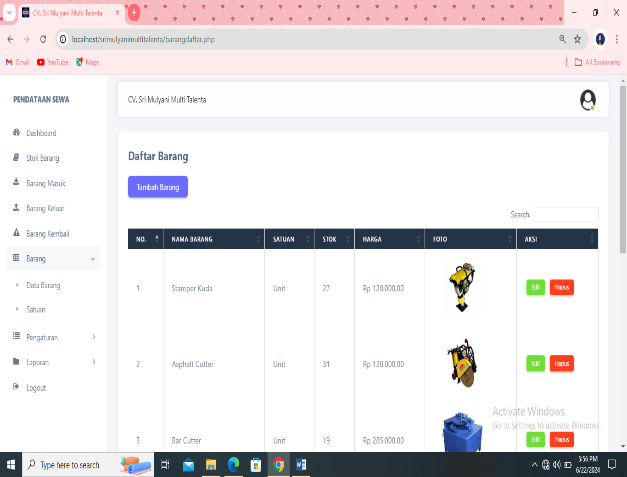 CV. Sri Mulyani Multi Talenta
localhost/srimulyanimultitalenta/barangdaftar.php
Gmail YouTube Maps
All Bookmarks
PENDATAAN SEWA
CV. Sri Mulyani Multi Talenta
Dashboard
Stok Barang
Barang Masuk
Barang Keluar
Barang Kembali
Barang
Data Barang
Satuan
Pengaturan
Laporan
Logout
Daftar Barang
Tambah Barang
Search:
NO. NAMA BARANG SATUAN STOK HARGA FOTO AKSI
1 Stamper Kuda Unit 27 Rp 120.000,00 Edit Hapus
2 Asphalt Cutter Unit 31 Rp 120.000,00 Edit Hapus
3 Bar Cutter Unit 19 Rp 285.000,00 Edit Hapus
Activate Windows
Go to Settings to activate Windows.
Type here to search
5:56 PM
6/22/2024